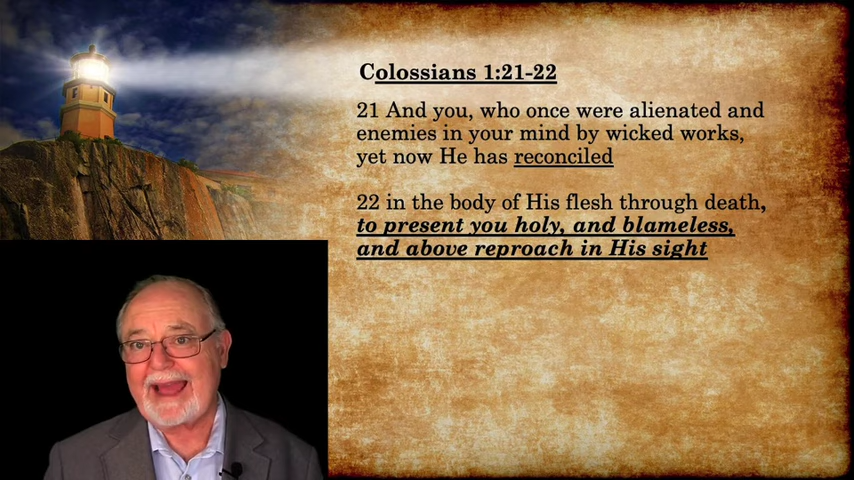 Colossians 1:21-22
21 And you, who once were alienated and
enemies in your mind by wicked works,
yet now He has reconciled
22 in the body of His flesh through death,
to present you holy, and blameless,
and above reproach in His sight